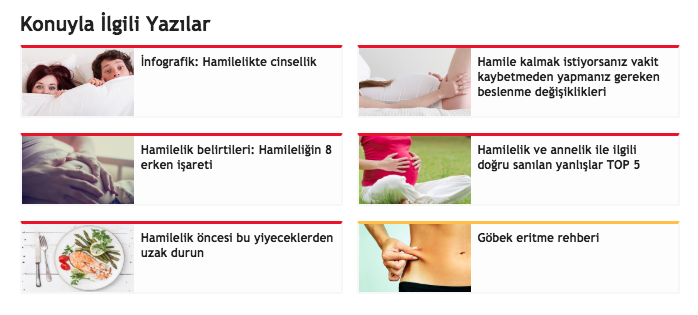 Konuyla İlgili Yazılar
İnfografik: Hamilelikte cinsellik
Hamile kalmak istiyorsanız vakit
kaybetmeden yapmanız gereken
beslenme değişiklikleri
Hamilelik belirtileri: Hamileliğin 8
erken işareti
Hamilelik ve annelik ile ilgili
doğru sanılan yanlışlar TOP 5
Hamilelik öncesi bu yiyeceklerden
uzak durun
Göbek eritme rehberi